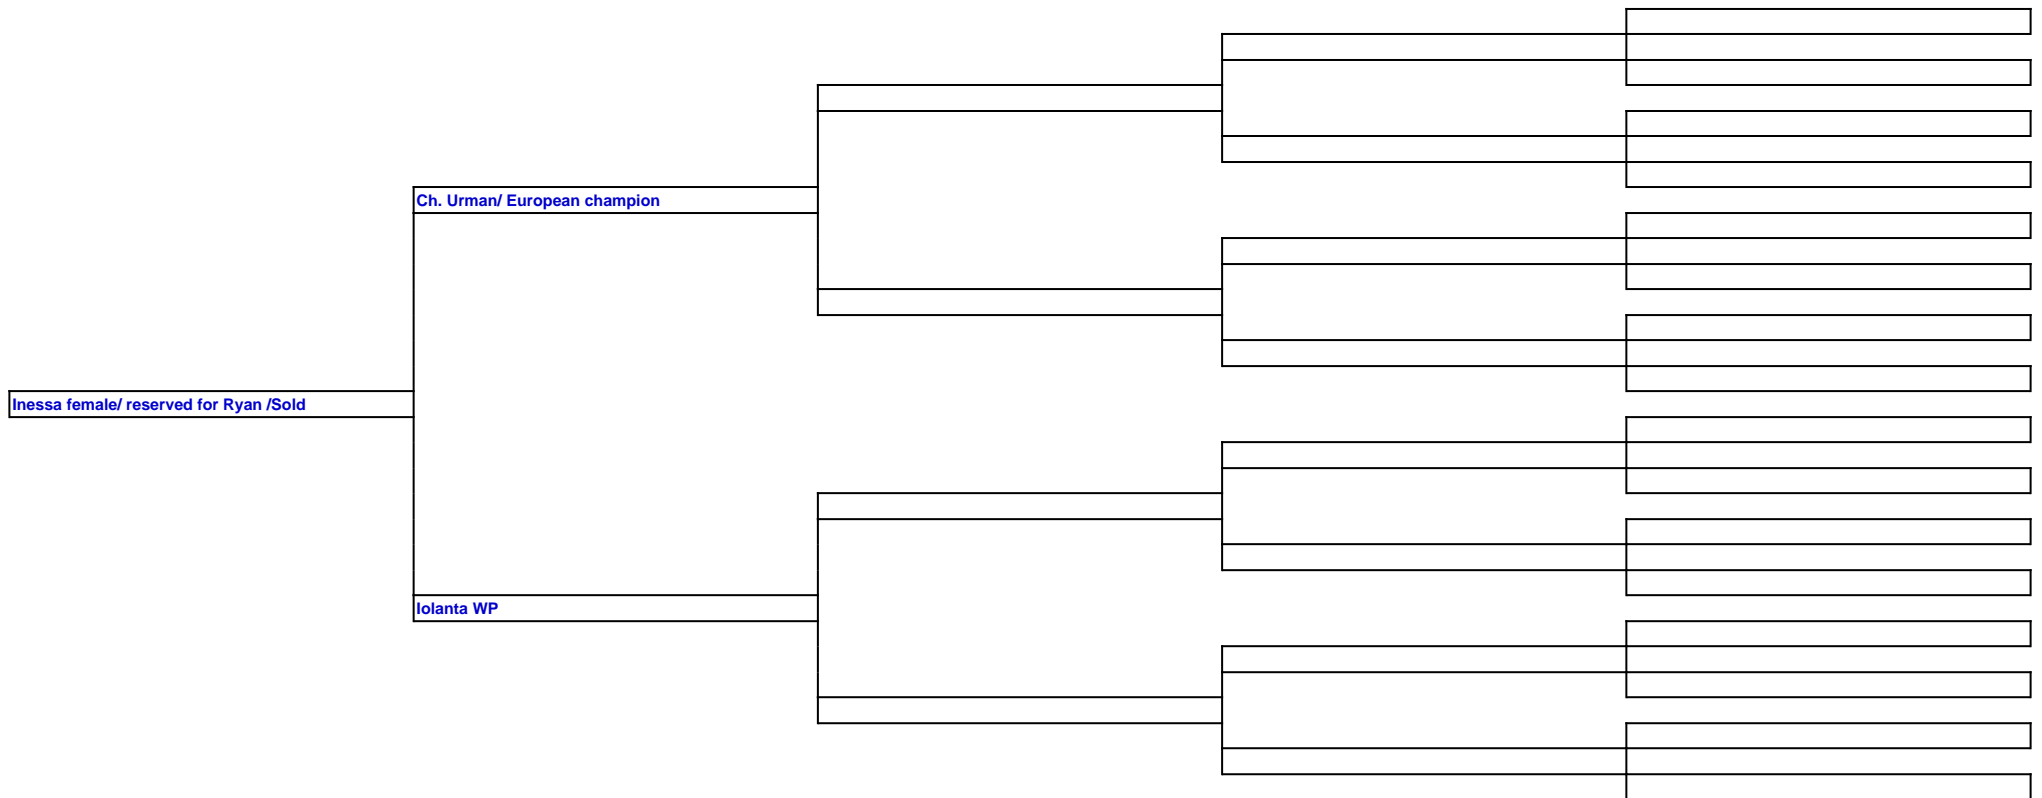 Ch. Urman/ European champion
Inessa female/ reserved for Ryan /Sold
Iolanta WP